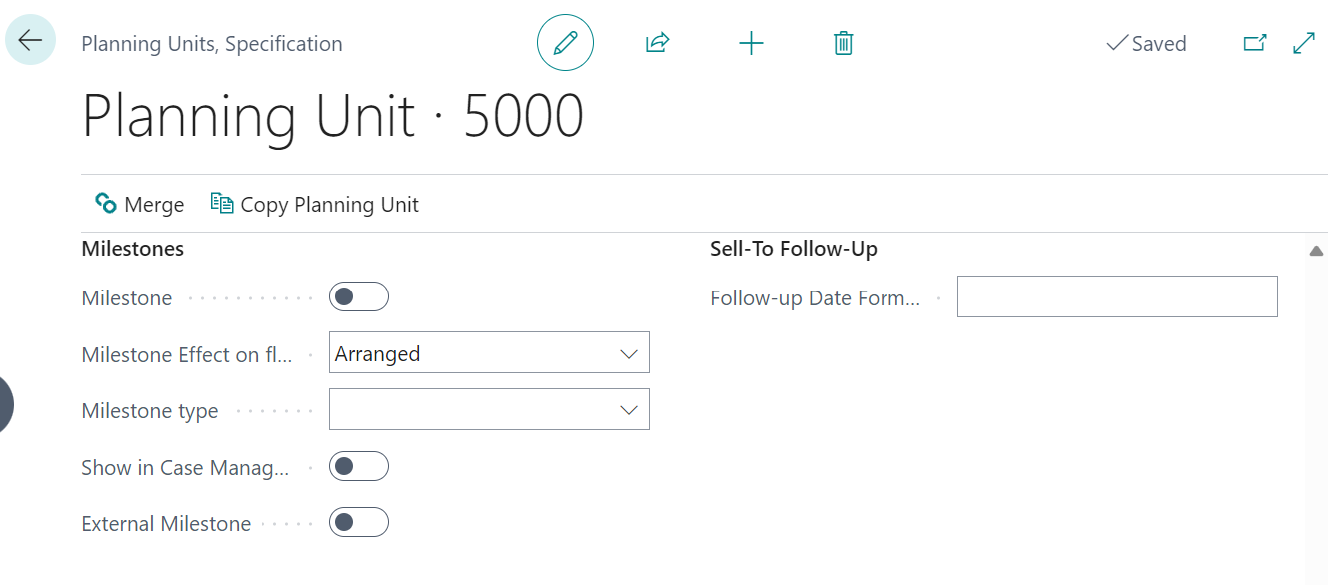 Planning Units, Specification
Saved
Planning Unit · 5000
Merge
Copy Planning Unit
Milestones
Milestone
Milestone Effect on fl...
Arranged
Milestone type
Show in Case Manag...
External Milestone
Sell-To Follow-Up
Follow-up Date Form...